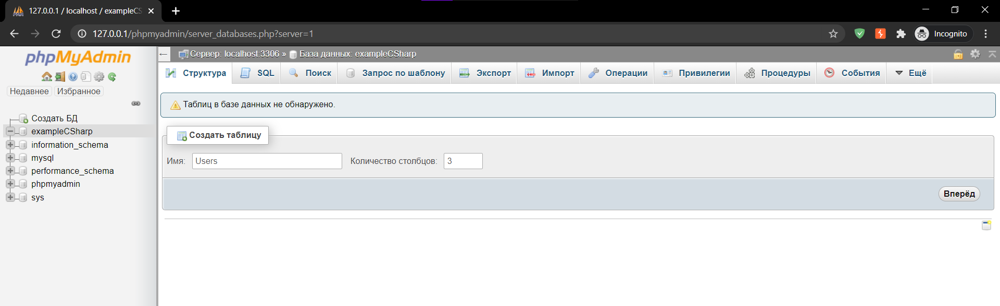 127.0.0.1 / localhost / exampleCS
127.0.0.1/phpmyadmin/server_databases.php?server=1
Incognito
phpMyAdmin
Недавнее Избранное
Создать БД
exampleCSharp
information_schema
mysql
performance_schema
phpmyadmin
sys
Сервер: localhost:3306 » База данных: exampleCSharp
Структура SQL Поиск Запрос по шаблону Экспорт Импорт Операции Привилегии Процедуры События Ещё
Таблиц в базе данных не обнаружено.
Создать таблицу
Имя: Users Количество столбцов: 3
Вперёд